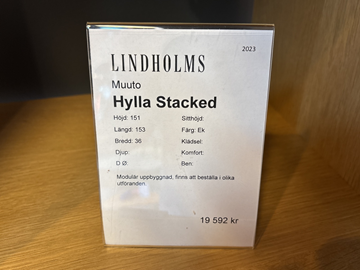 2023
LINDHOLMS
Muuto
Hylla Stacked
Höjd: 151 Sitthöjd:
Längd: 153 Färg: Ek
Bredd: 36 Klädsel:
Djup: Komfort:
D Ø: Ben:
Modulär uppbyggnad, finns att beställa i olika
utföranden
19 592 kr